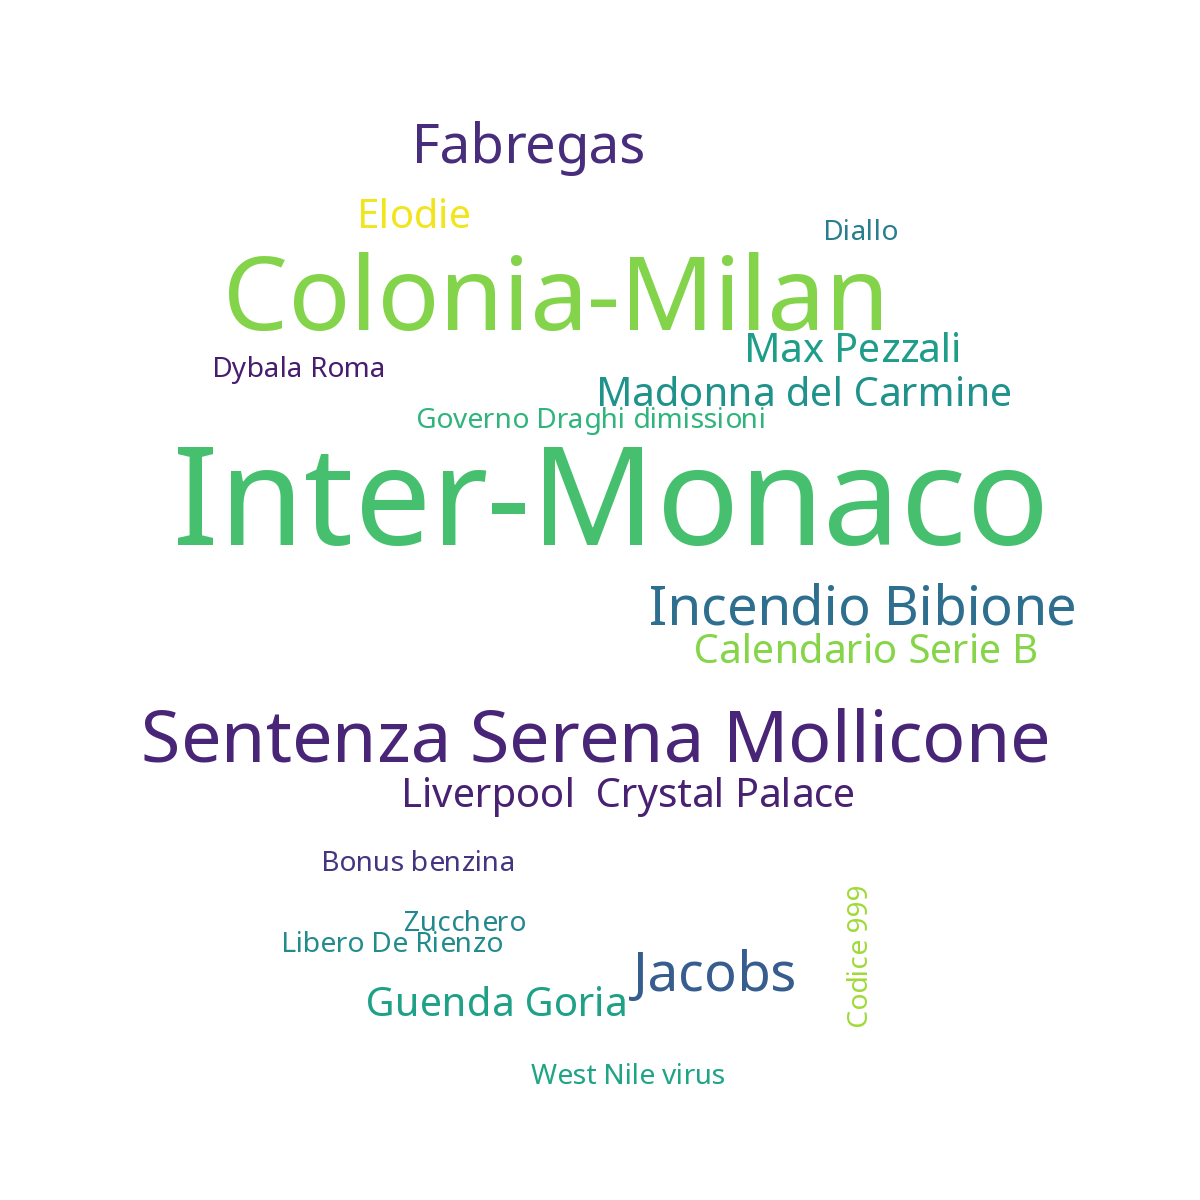 Fabregas
Elodie
Diallo
Colonia-Milan
Max Pezzali
Dybala Roma
Madonna del Carmine
Governo Draghi dimissioni
Inter-Monaco
Incendio Bibione
Calendario Serie B
Sentenza Serena Mollicone
Liverpool  Crystal Palace
Bonus benzina
Zucchero
Libero De Rienzo
Codice 999
Jacobs
Guenda Goria
West Nile virus